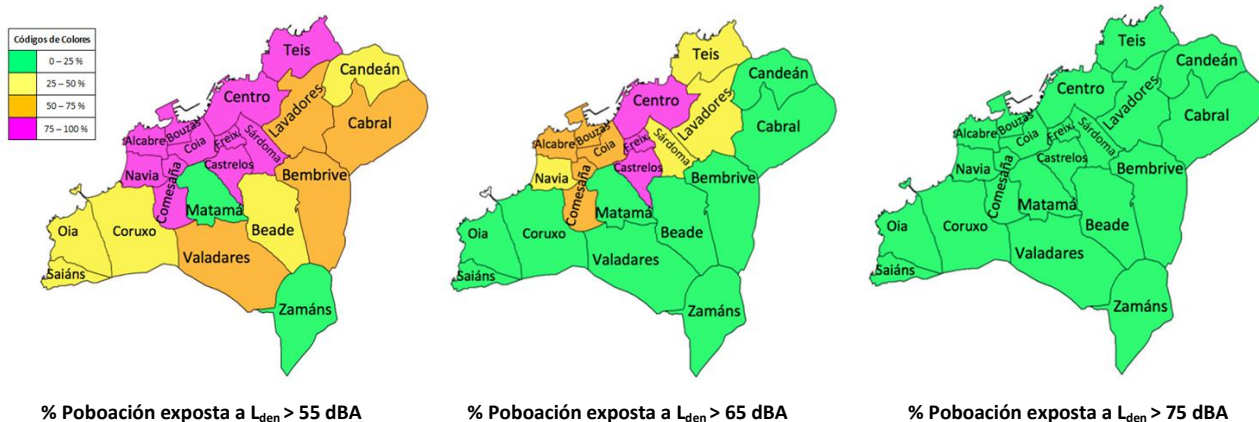 Códigos de Colores
0 – 25 %
25 – 50 %
50 – 75 %
75 – 100 %
Teis
Candeán
Centro
Lavadores
Cabral
Alcabre
Bouzas
Coia
Freix.
Sárdoma
Navia
Comesaña
Castrelos
Bembrive
Matamá
Oia
Coruxo
Beade
Valadares
Saiáns
Zamáns
% Poboación exposta a Lden > 55 dBA
Teis
Candeán
Centro
Lavadores
Cabral
Alcabre
Bouzas
Coia
Freix.
Sárdoma
Navia
Comesaña
Castrelos
Bembrive
Matamá
Oia
Coruxo
Beade
Valadares
Saiáns
Zamáns
% Poboación exposta a Lden > 65 dBA
Teis
Candeán
Centro
Lavadores
Cabral
Alcabre
Bouzas
Coia
Freix.
Sárdoma
Navia
Comesaña
Castrelos
Bembrive
Matamá
Oia
Coruxo
Beade
Valadares
Saiáns
Zamáns
% Poboación exposta a Lden > 75 dBA